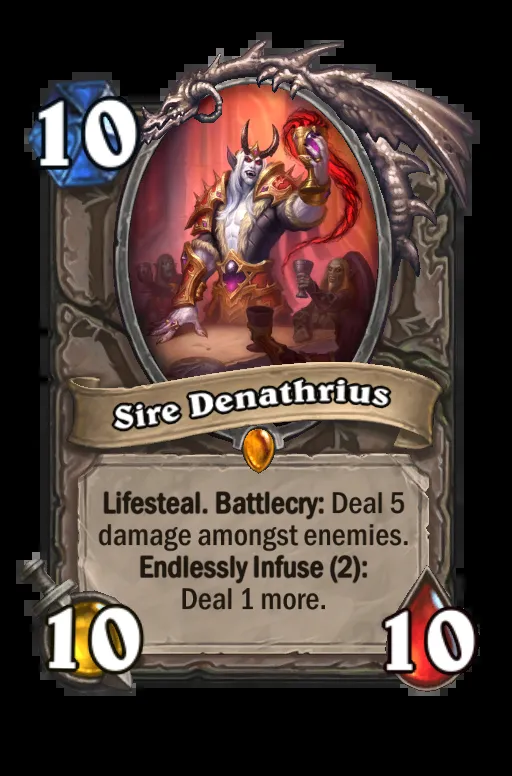 10
Sire Denathrius
Lifesteal. Battlecry: Deal 5
damage amongst enemies.
Endlessly Infuse (2):
Deal 1 more.
10
10